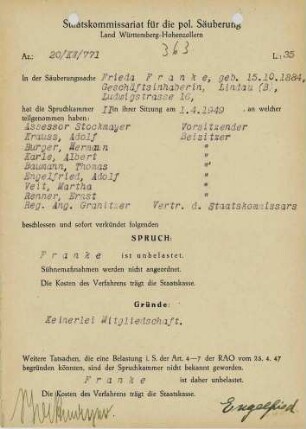 Staatskommissariat für die pol. Säuberung
Land Württemberg-Hohenzollern
363
Az.: 20/XX/771 L: 35
In der Säuberungssache Frieda Franke, geb. 15.10.1884,
Geschäftsinhaberin, Lindau (B),
Ludwigstrasse 16,
hat die Spruchkammer II in ihrer Sitzung am 1.4.1949, an welcher
teilgenommen haben:
Assessor Stockmayer Vorsitzender
Krauss, Adolf Beisitzer
Burger, Hermann "
Karle, Albert "
Baumann, Thomas "
Engelfried, Adolf "
Veit, Martha "
Renner, Ernst "
Reg. Ang. Granitzer Vertr. d. Staatskommissars
beschlossen und sofort verkündet folgenden
SPRUCH:
Franke ist unbelastet.
Sühnemaßnahmen werden nicht angeordnet.
Die Kosten des Verfahrens trägt die Staatskasse.
Gründe:
Keinerlei Mitgliedschaft.
Weitere Tatsachen, die eine Belastung i. S. der Art. 4-7 der RAO vom 25. 4. 47
begründen können, sind der Spruchkammer nicht bekannt geworden.
Franke ist daher unbelastet.
Die Kosten des Verfahrens trägt die Staatskasse.
Stockmayer. Engelfried